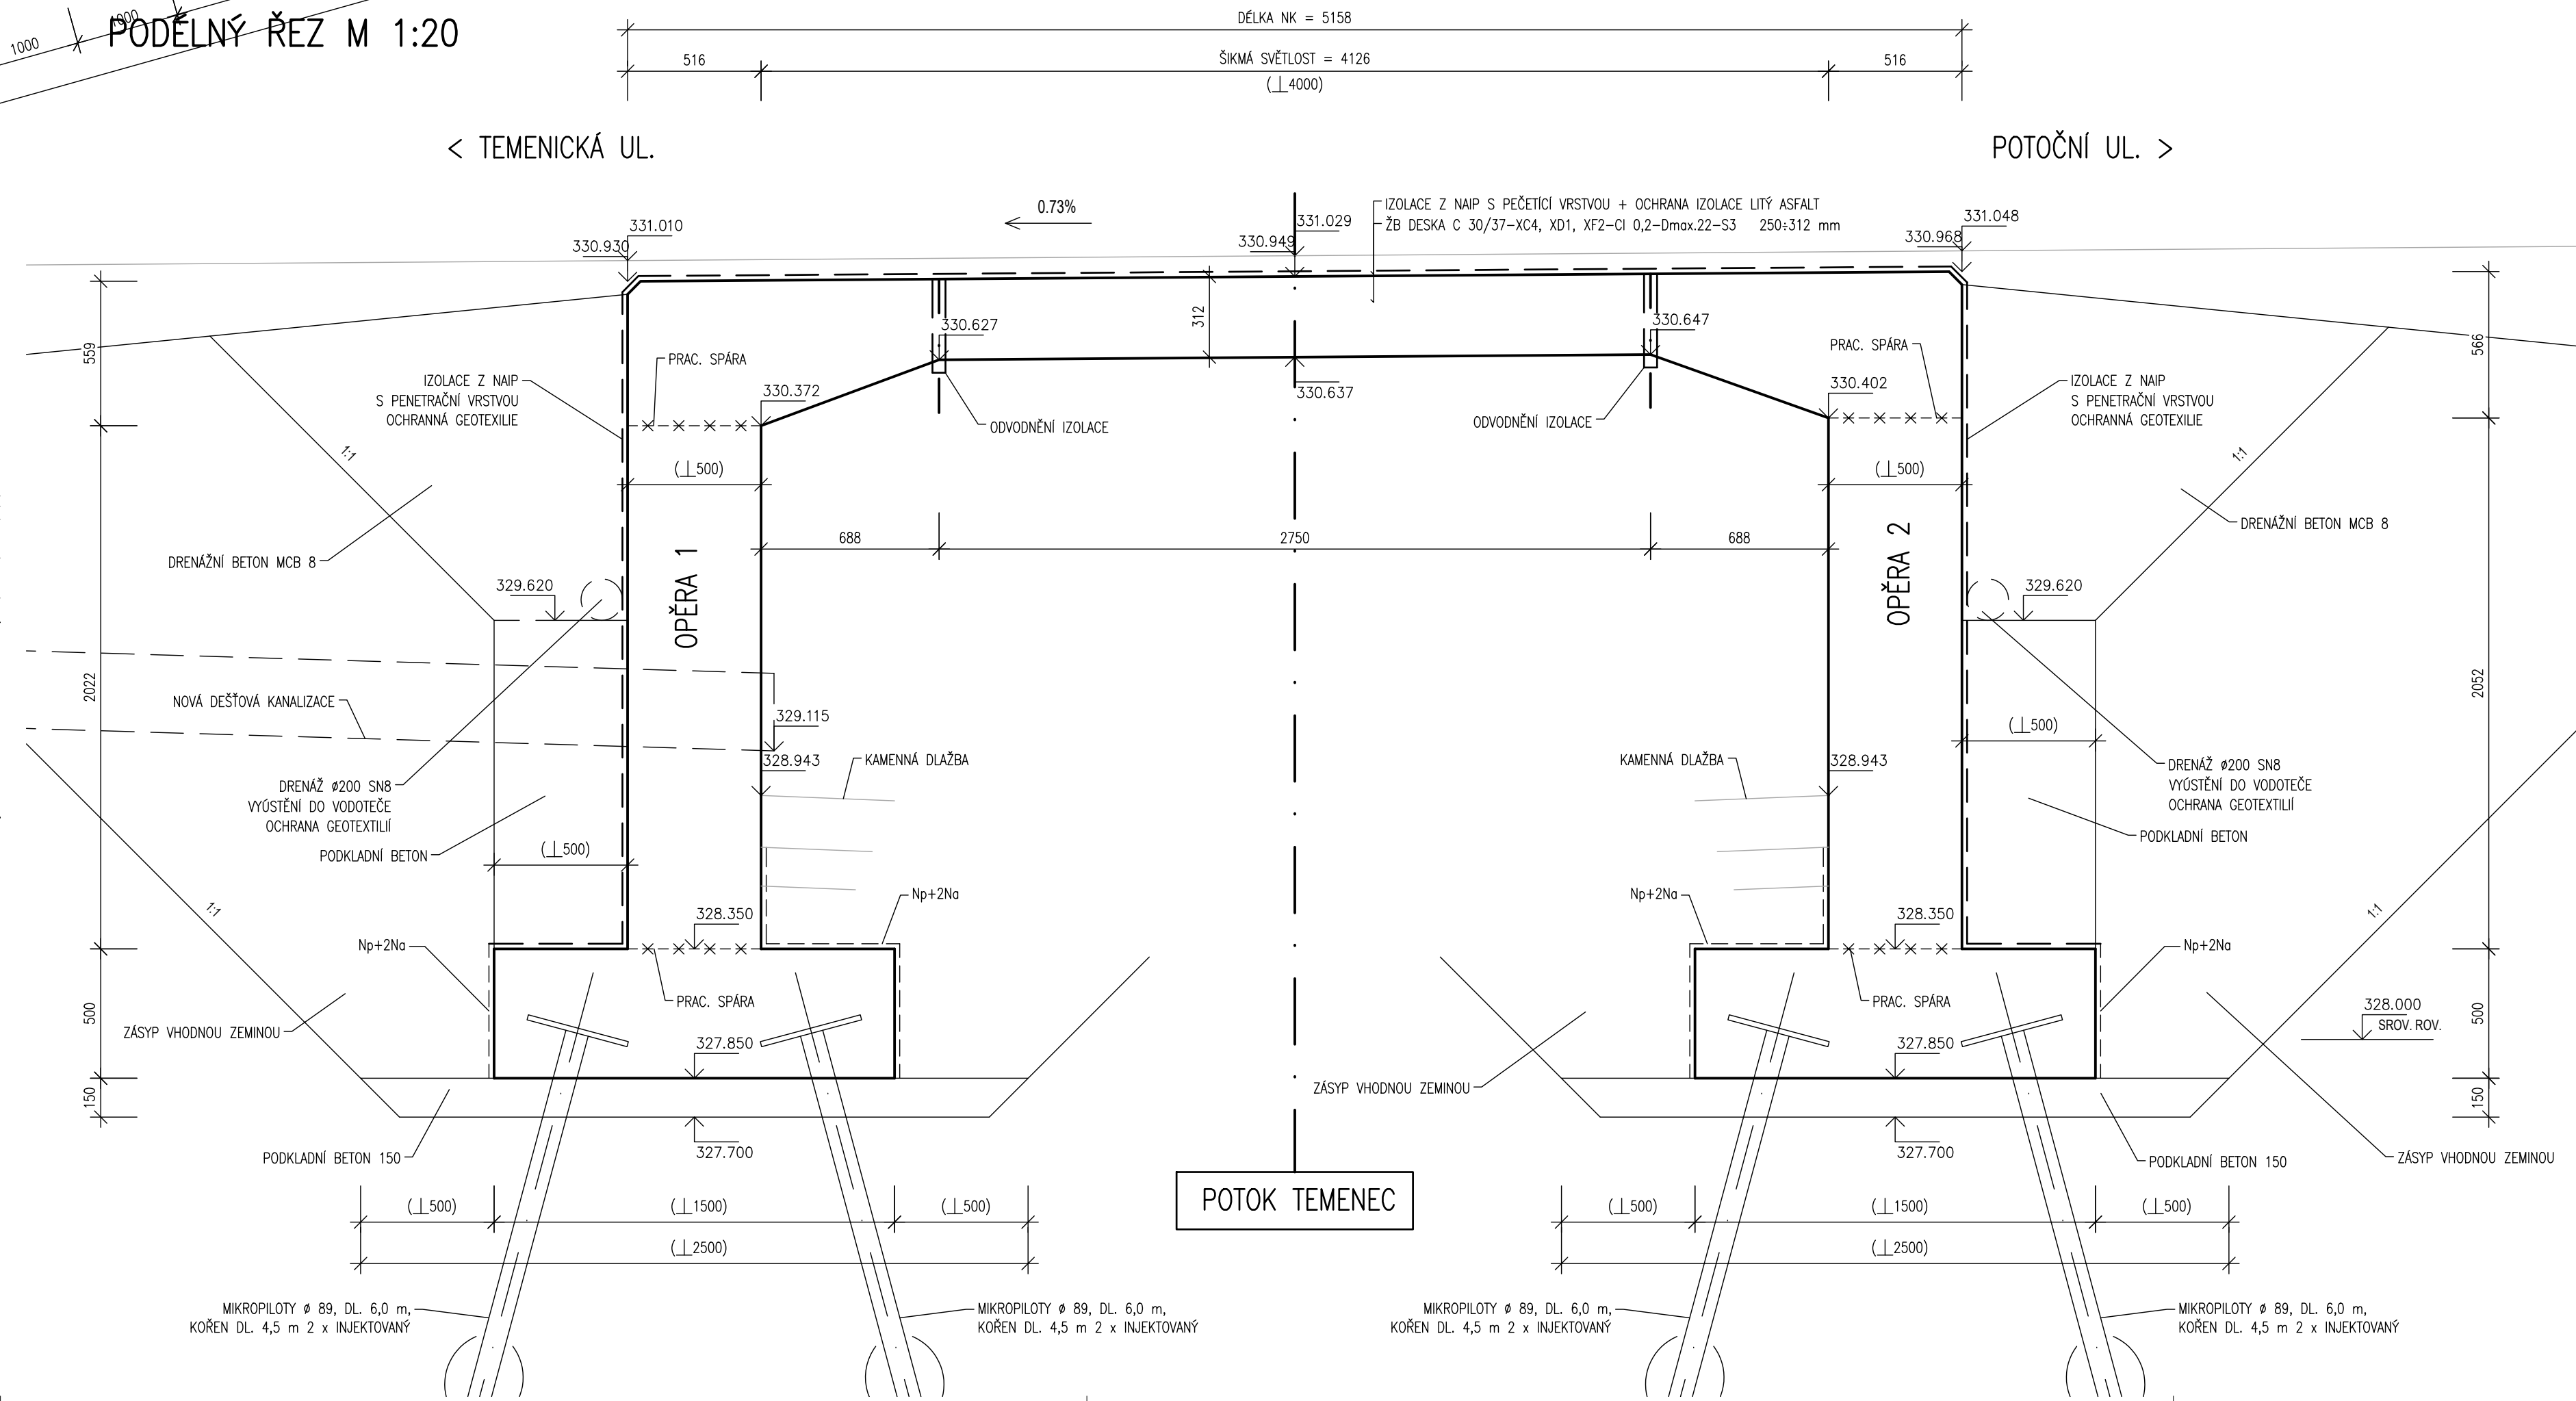 1000
1000
PODÉLNÝ ŘEZ M 1:20
DÉLKA NK = 5158
516
ŠIKMÁ SVĚTLOST = 4126
516
(⊥4000)
< TEMENICKÁ UL.
POTOČNÍ UL. >
0.73%
IZOLACE Z NAIP S PEČETÍCÍ VRSTVOU + OCHRANA IZOLACE LITÝ ASFALT
ŽB DESKA C 30/37-XC4, XD1, XF2-Cl 0,2-Dmax.22-S3 250÷312 mm
331.010
330.930
331.029
330.949
331.048
330.968
312
330.627
330.647
330.637
559
566
PRAC. SPÁRA
PRAC. SPÁRA
IZOLACE Z NAIP
S PENETRAČNÍ VRSTVOU
OCHRANNÁ GEOTEXILIE
330.372
330.402
IZOLACE Z NAIP
S PENETRAČNÍ VRSTVOU
OCHRANNÁ GEOTEXILIE
ODVODNĚNÍ IZOLACE
ODVODNĚNÍ IZOLACE
1:1
1:1
(⊥500)
(⊥500)
DRENÁŽNÍ BETON MCB 8
DRENÁŽNÍ BETON MCB 8
688
2750
688
OPĚRA 1
OPĚRA 2
329.620
329.620
2022
2052
NOVÁ DEŠŤOVÁ KANALIZACE
329.115
(⊥500)
328.943
KAMENNÁ DLAŽBA
KAMENNÁ DLAŽBA
328.943
DRENÁŽ ø200 SN8
VYÚSTĚNÍ DO VODOTEČE
OCHRANA GEOTEXTILIÍ
DRENÁŽ ø200 SN8
VYÚSTĚNÍ DO VODOTEČE
OCHRANA GEOTEXTILIÍ
PODKLADNÍ BETON
PODKLADNÍ BETON
(⊥500)
1:1
1:1
Np+2Na
Np+2Na
328.350
328.350
Np+2Na
Np+2Na
PRAC. SPÁRA
PRAC. SPÁRA
500
500
328.000
SROV. ROV.
ZÁSYP VHODNOU ZEMINOU
327.850
327.850
ZÁSYP VHODNOU ZEMINOU
150
150
327.700
327.700
PODKLADNÍ BETON 150
PODKLADNÍ BETON 150
ZÁSYP VHODNOU ZEMINOU
POTOK TEMENEC
(⊥500)
(⊥1500)
(⊥500)
(⊥500)
(⊥1500)
(⊥500)
(⊥2500)
(⊥2500)
MIKROPILOTY ø 89, DL. 6,0 m,
KOŘEN DL. 4,5 m 2 x INJEKTOVANÝ
MIKROPILOTY ø 89, DL. 6,0 m,
KOŘEN DL. 4,5 m 2 x INJEKTOVANÝ
MIKROPILOTY ø 89, DL. 6,0 m,
KOŘEN DL. 4,5 m 2 x INJEKTOVANÝ
MIKROPILOTY ø 89, DL. 6,0 m,
KOŘEN DL. 4,5 m 2 x INJEKTOVANÝ